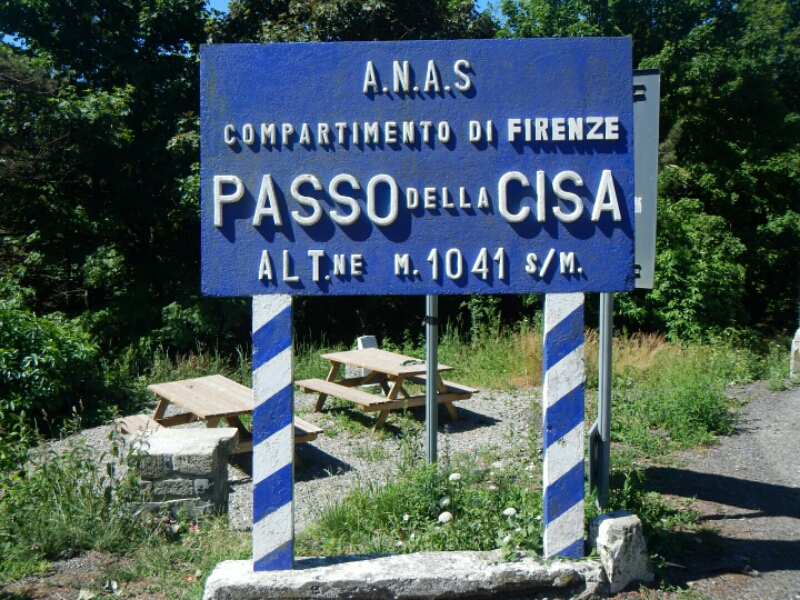 A.N.A.S
COMPARTIMENTO DI FIRENZE
PASSO DELLA CISA
ALT.NE M. 1041 S/M.